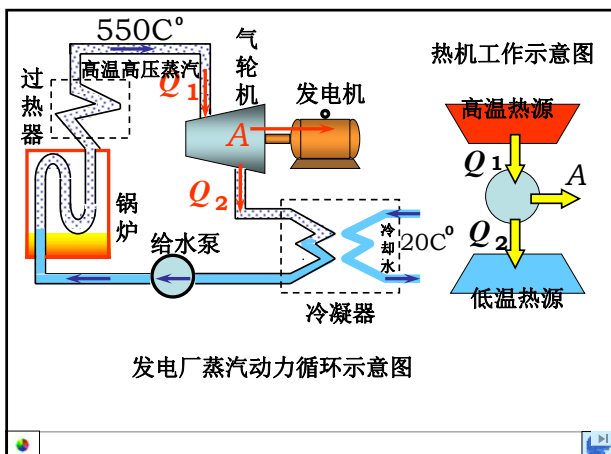 550C⁰
气轮机
热机工作示意图
过热器
高温高压蒸汽
Q₁
发电机
A
Q₂
高温热源
Q₁
A
Q₂
低温热源
锅炉
给水泵
冷却水
20C⁰
冷凝器
发电厂蒸汽动力循环示意图